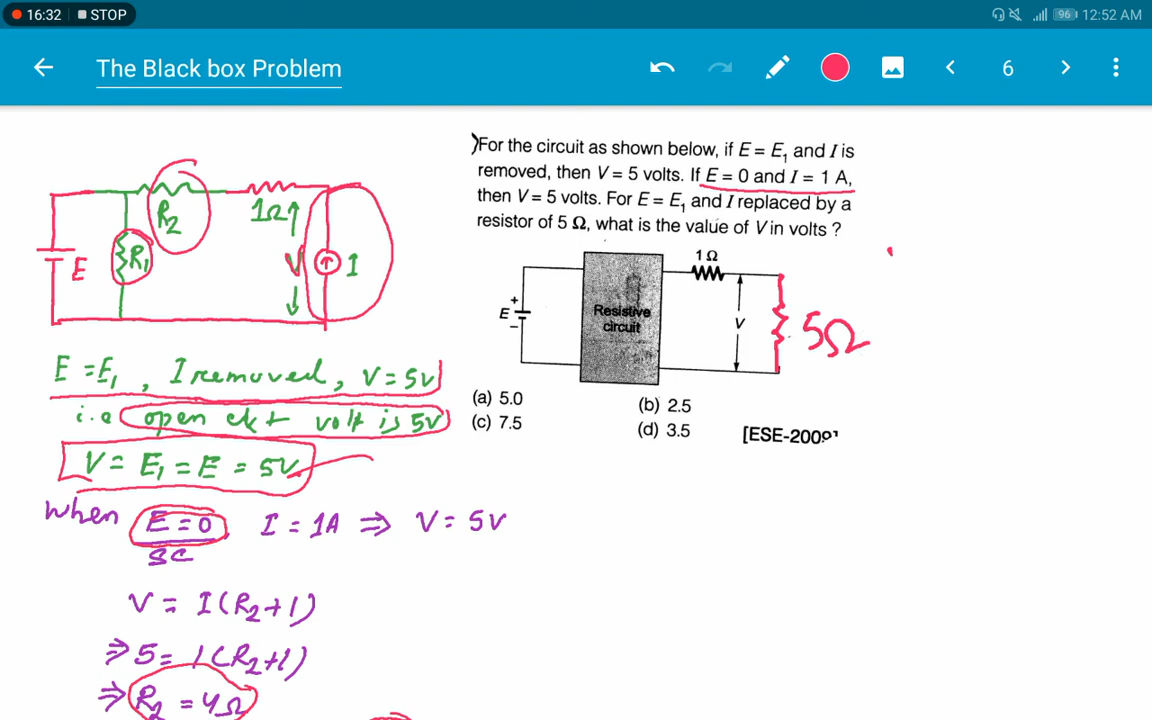 16:32 STOP 96 12:52 AM
The Black box Problem 6
For the circuit as shown below, if E = E₁ and I is
removed, then V = 5 volts. If E = 0 and I = 1 A,
then V = 5 volts. For E = E₁ and I replaced by a
resistor of 5 Ω, what is the value of V in volts ?
1 Ω
E
+
−
Resistive
circuit
V
5Ω
(a) 5.0 (b) 2.5
(c) 7.5 (d) 3.5
[ESE-2009]
R₂
1Ω
E
R₁
V
I
E = E₁, I removed, V = 5V
i.e open ckt volt is 5V
V = E₁ = E = 5V
When E = 0 I = 1A ⇒ V = 5V
SC
V = I(R₂+1)
⇒ 5 = 1(R₂+1)
⇒ R₂ = 4Ω